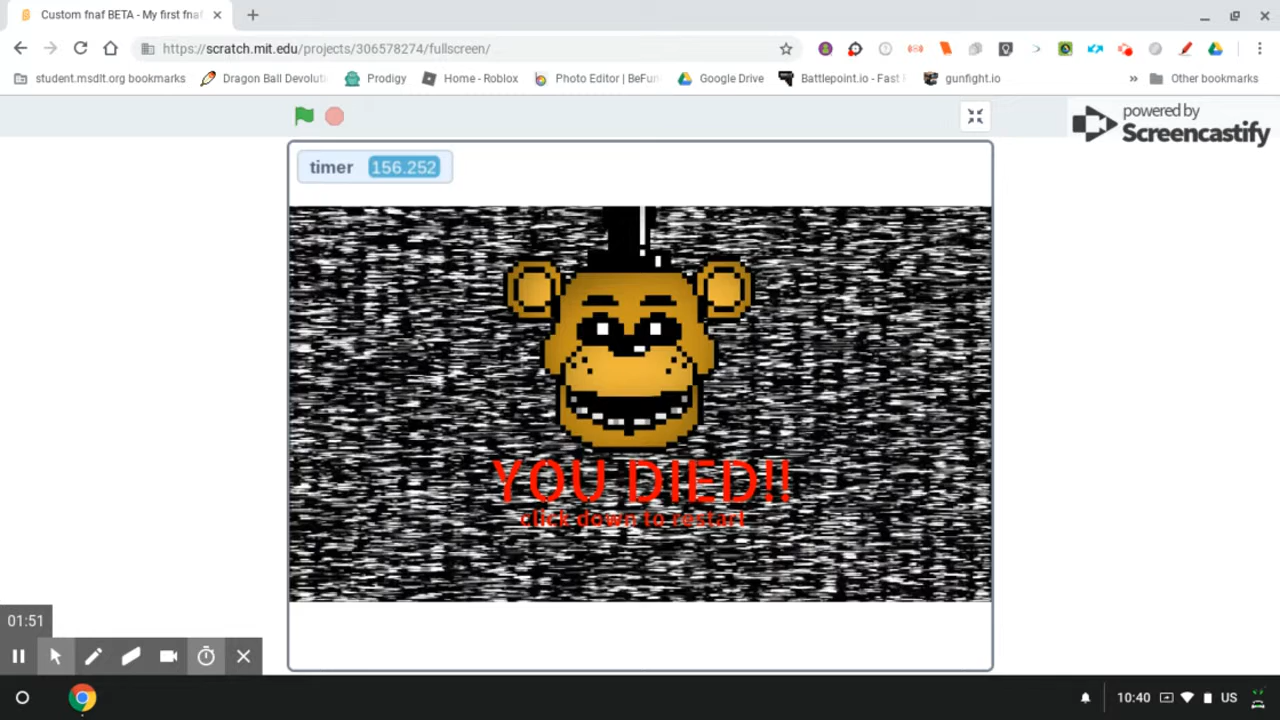 Custom fnaf BETA - My first fna
https://scratch.mit.edu/projects/306578274/fullscreen/
student.msdlt.org bookmarks
Dragon Ball Devoluti
Prodigy
Home - Roblox
Photo Editor | BeFun
Google Drive
Battlepoint.io - Fast F
gunfight.io
»
Other bookmarks
powered by
Screencastify
timer 156.252
YOU DIED!!
click down to restart
01:51
10:40
US